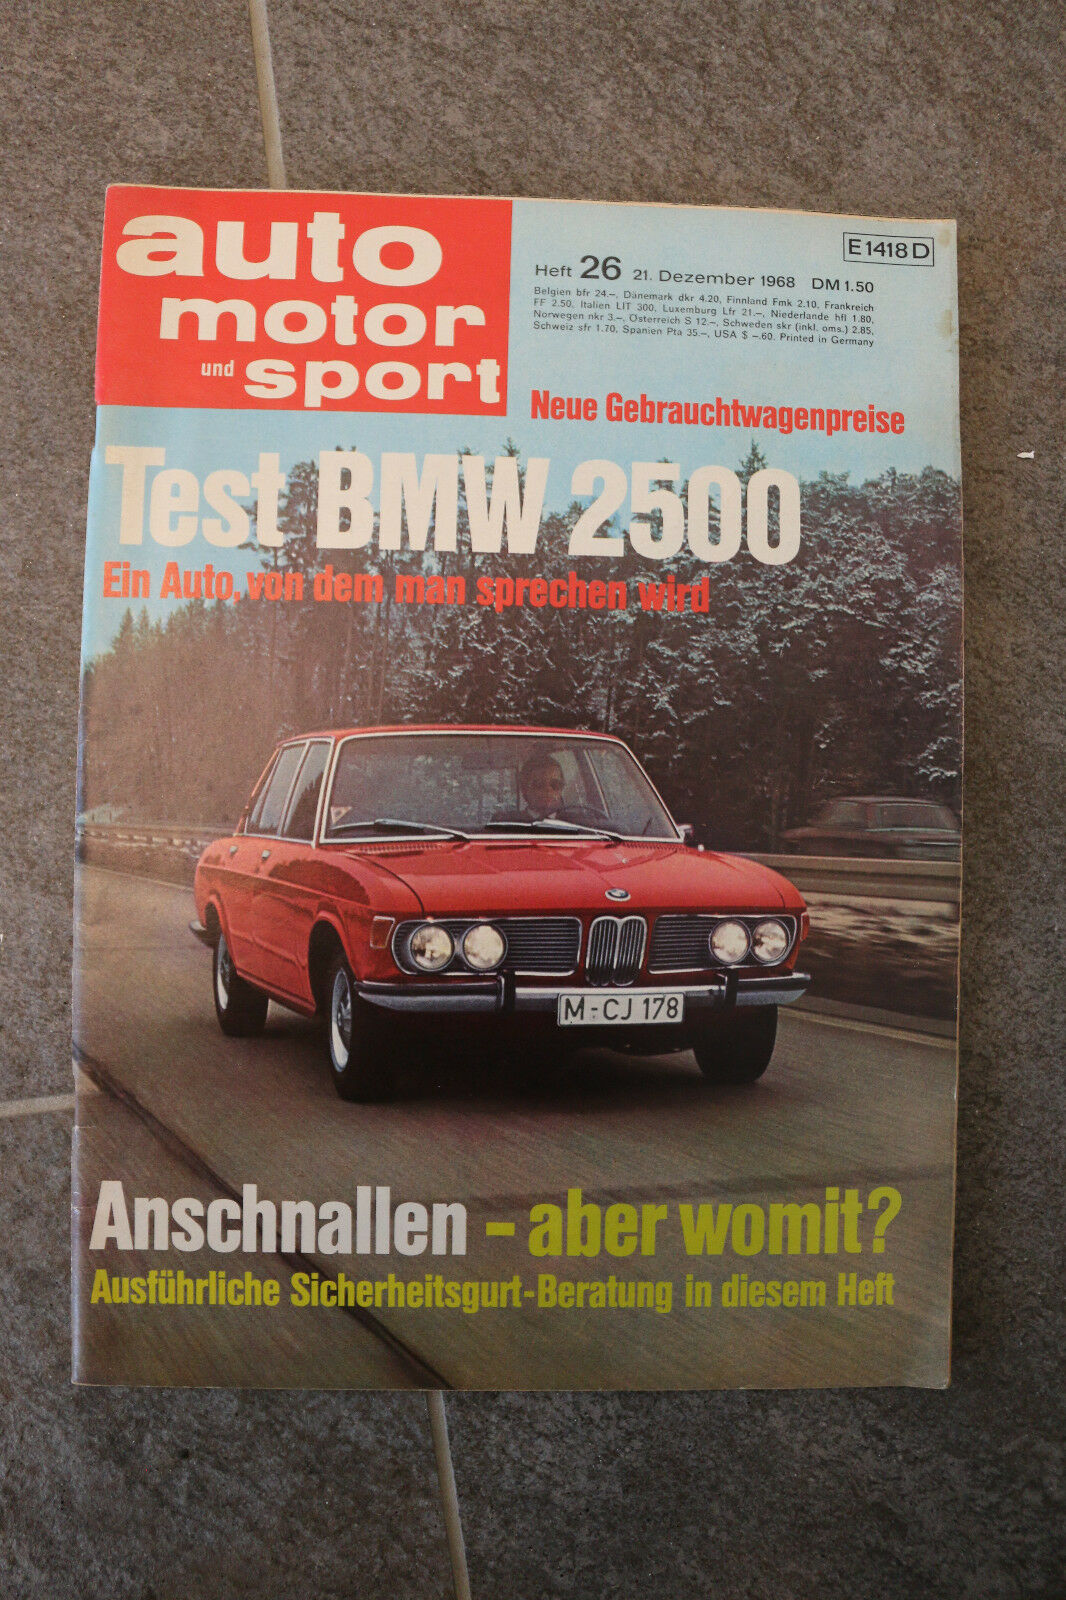 auto
motor
und sport
E 1418 D
Heft 26 21. Dezember 1968 DM 1.50
Belgien bfr 24.–, Dänemark dkr 4.20, Finnland Fmk 2.10, Frankreich
FF 2.50, Italien LIT 300, Luxemburg Lfr 21.–, Niederlande hfl 1.80,
Norwegen nkr 3.–, Österreich S 12.–, Schweden skr (inkl. oms.) 2.85,
Schweiz sfr 1.70, Spanien Pta 35.–, USA $ –.60. Printed in Germany
Neue Gebrauchtwagenpreise
Test BMW 2500
Ein Auto, von dem man sprechen wird
M-CJ 178
Anschnallen – aber womit?
Ausführliche Sicherheitsgurt-Beratung in diesem Heft